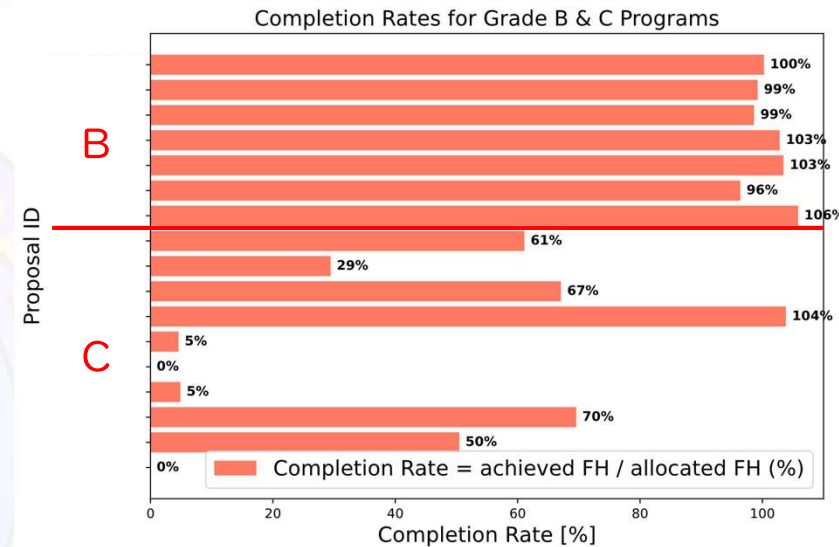 Completion Rates for Grade B & C Programs
100%
99%
99%
B
103%
103%
96%
106%
Proposal ID
61%
29%
67%
104%
C
5%
0%
5%
70%
50%
0%
Completion Rate = achieved FH / allocated FH (%)
0 20 40 60 80 100
Completion Rate [%]